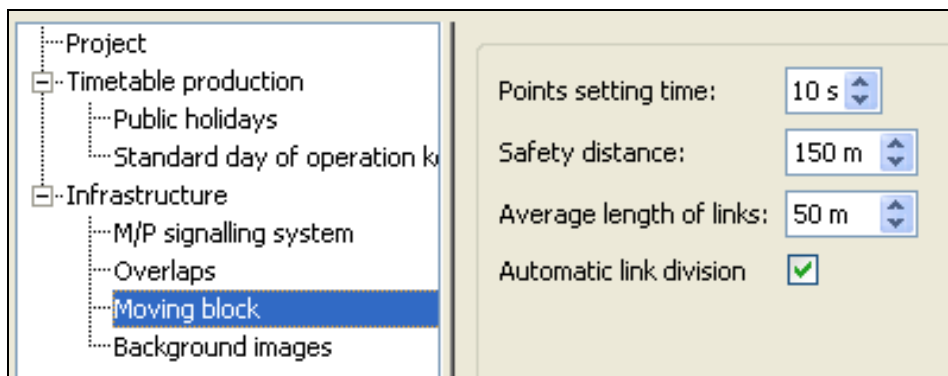 Project
Timetable production
Public holidays
Standard day of operation k
Infrastructure
M/P signalling system
Overlaps
Moving block
Background images
Points setting time: 10 s
Safety distance: 150 m
Average length of links: 50 m
Automatic link division